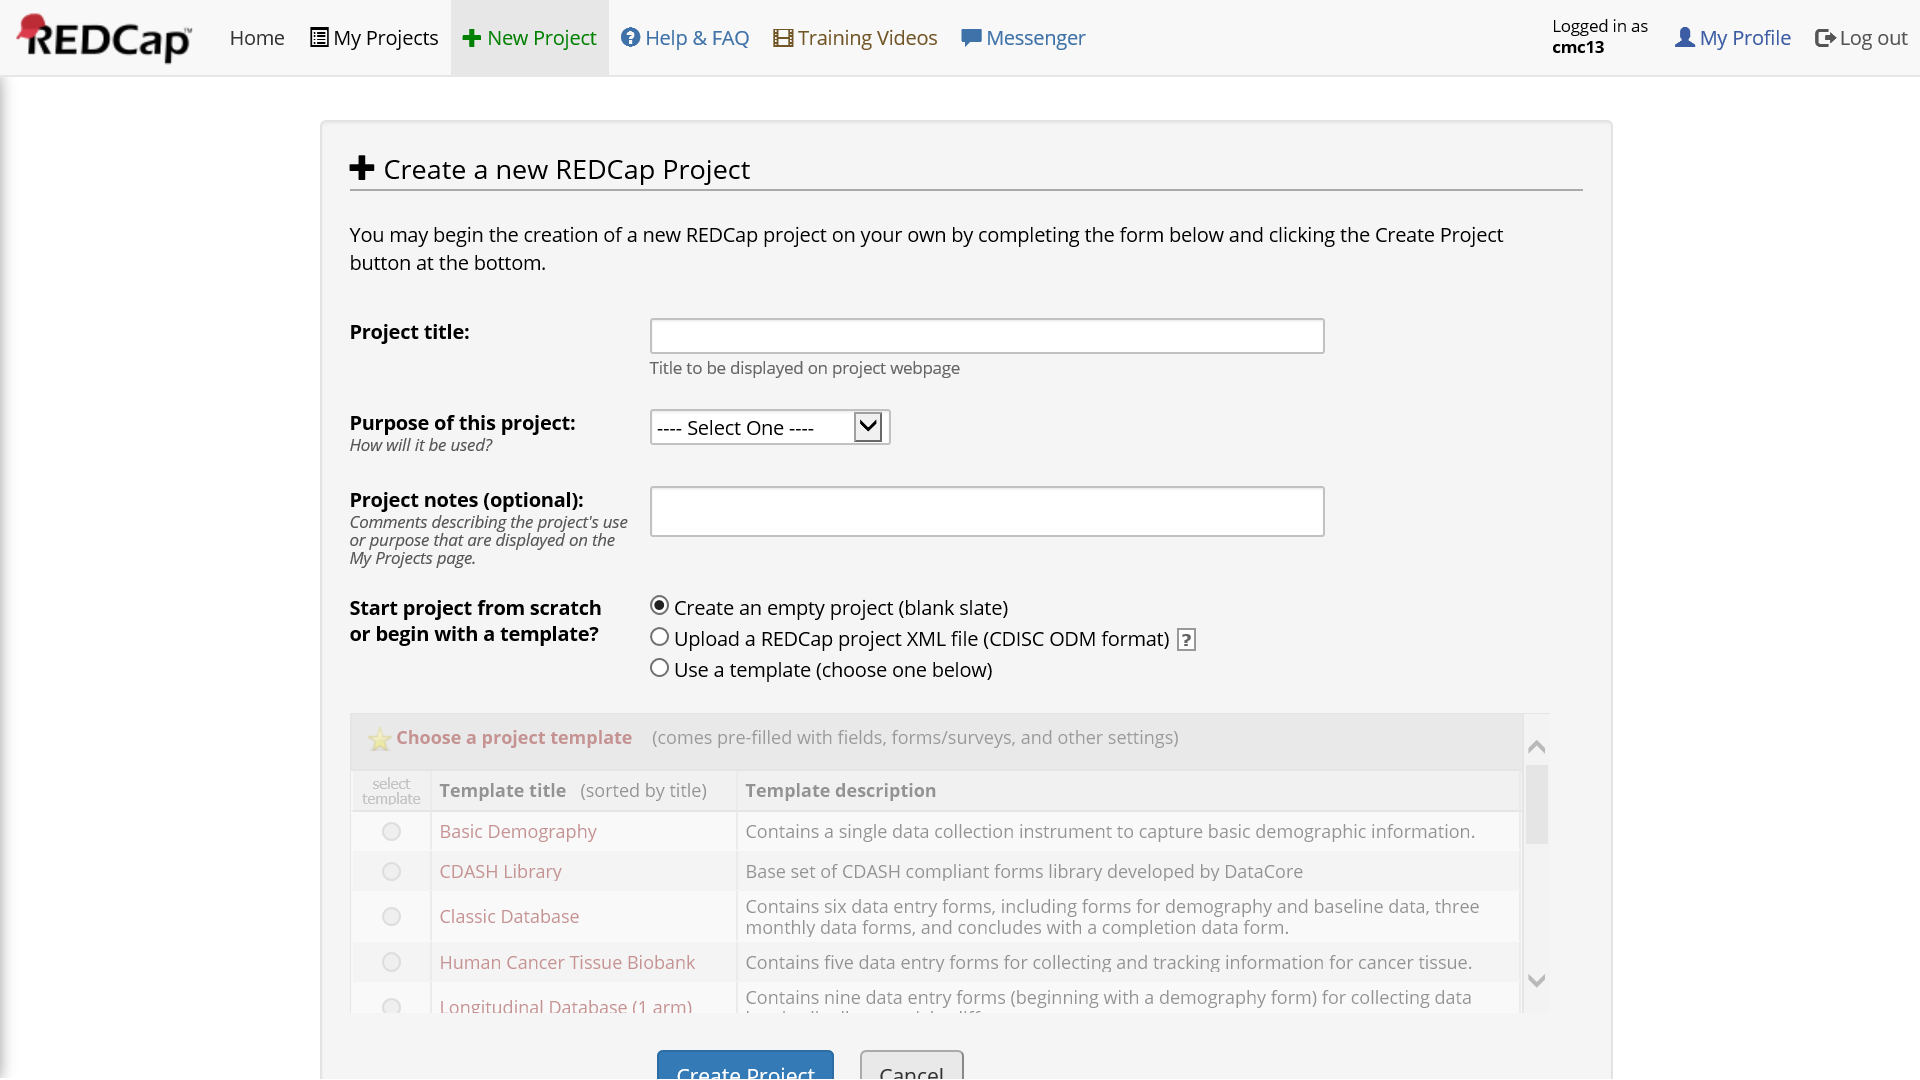 REDCap™
Home
My Projects
New Project
Help & FAQ
Training Videos
Messenger
Logged in as
cmc13
My Profile
Log out
Create a new REDCap Project
You may begin the creation of a new REDCap project on your own by completing the form below and clicking the Create Project
button at the bottom.
Project title:
Title to be displayed on project webpage
Purpose of this project:
How will it be used?
---- Select One ----
Project notes (optional):
Comments describing the project's use
or purpose that are displayed on the
My Projects page.
Start project from scratch
or begin with a template?
Create an empty project (blank slate)
Upload a REDCap project XML file (CDISC ODM format) ?
Use a template (choose one below)
Choose a project template (comes pre-filled with fields, forms/surveys, and other settings)
select
template
Template title (sorted by title)
Template description
Basic Demography
Contains a single data collection instrument to capture basic demographic information.
CDASH Library
Base set of CDASH compliant forms library developed by DataCore
Classic Database
Contains six data entry forms, including forms for demography and baseline data, three
monthly data forms, and concludes with a completion data form.
Human Cancer Tissue Biobank
Contains five data entry forms for collecting and tracking information for cancer tissue.
Longitudinal Database (1 arm)
Contains nine data entry forms (beginning with a demography form) for collecting data
Create Project
Cancel